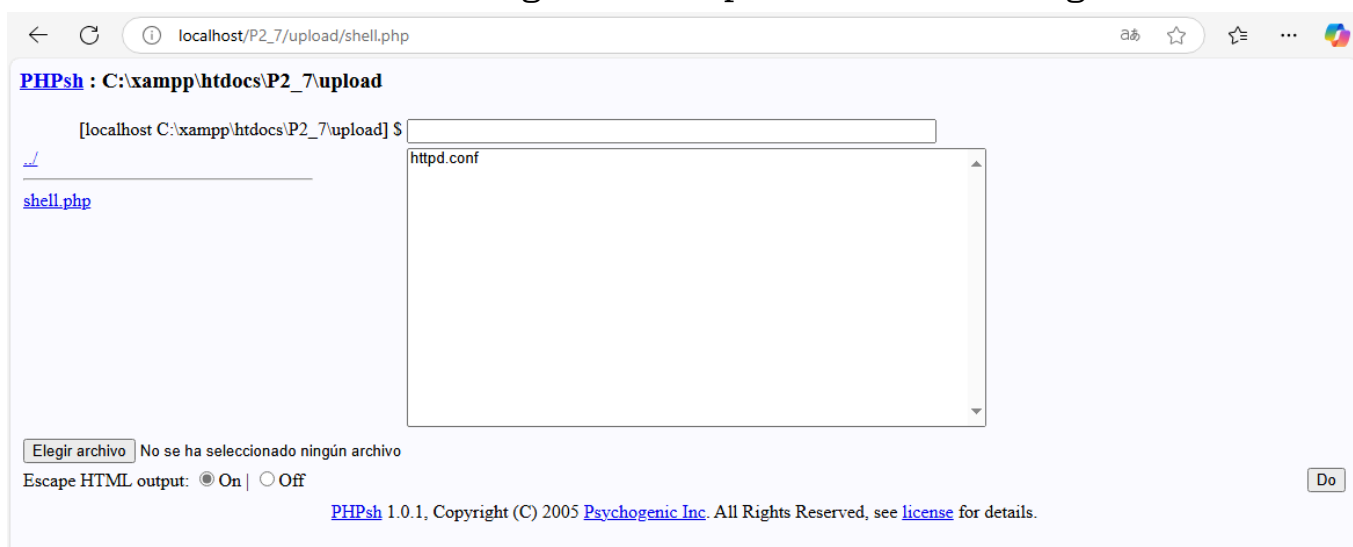 localhost/P2_7/upload/shell.php
PHPsh : C:\xampp\htdocs\P2_7\upload
[localhost C:\xampp\htdocs\P2_7\upload] $
../
httpd.conf
shell.php
Elegir archivo No se ha seleccionado ningún archivo
Escape HTML output: On | Off
Do
PHPsh 1.0.1, Copyright (C) 2005 Psychogenic Inc. All Rights Reserved, see license for details.